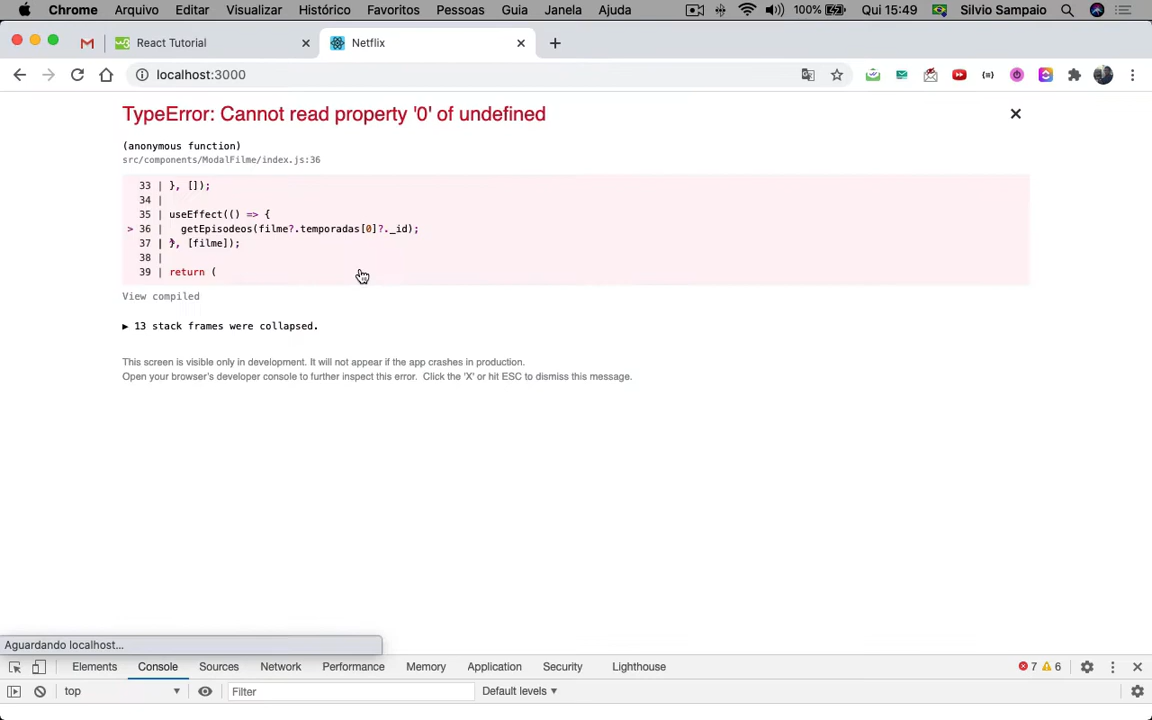 Chrome Arquivo Editar Visualizar Histórico Favoritos Pessoas Guia Janela Ajuda 100% Qui 15:49 Silvio Sampaio
React Tutorial Netflix
localhost:3000
TypeError: Cannot read property '0' of undefined
(anonymous function)
src/components/ModalFilme/index.js:36
33 | }, []);
34 |
35 | useEffect(() => {
> 36 | getEpisodeos(filme?.temporadas[0]?._id);
37 | }, [filme]);
38 |
39 | return (
View compiled
▶ 13 stack frames were collapsed.
This screen is visible only in development. It will not appear if the app crashes in production.
Open your browser's developer console to further inspect this error. Click the 'X' or hit ESC to dismiss this message.
Aguardando localhost...
Elements Console Sources Network Performance Memory Application Security Lighthouse 7 6
top Filter Default levels